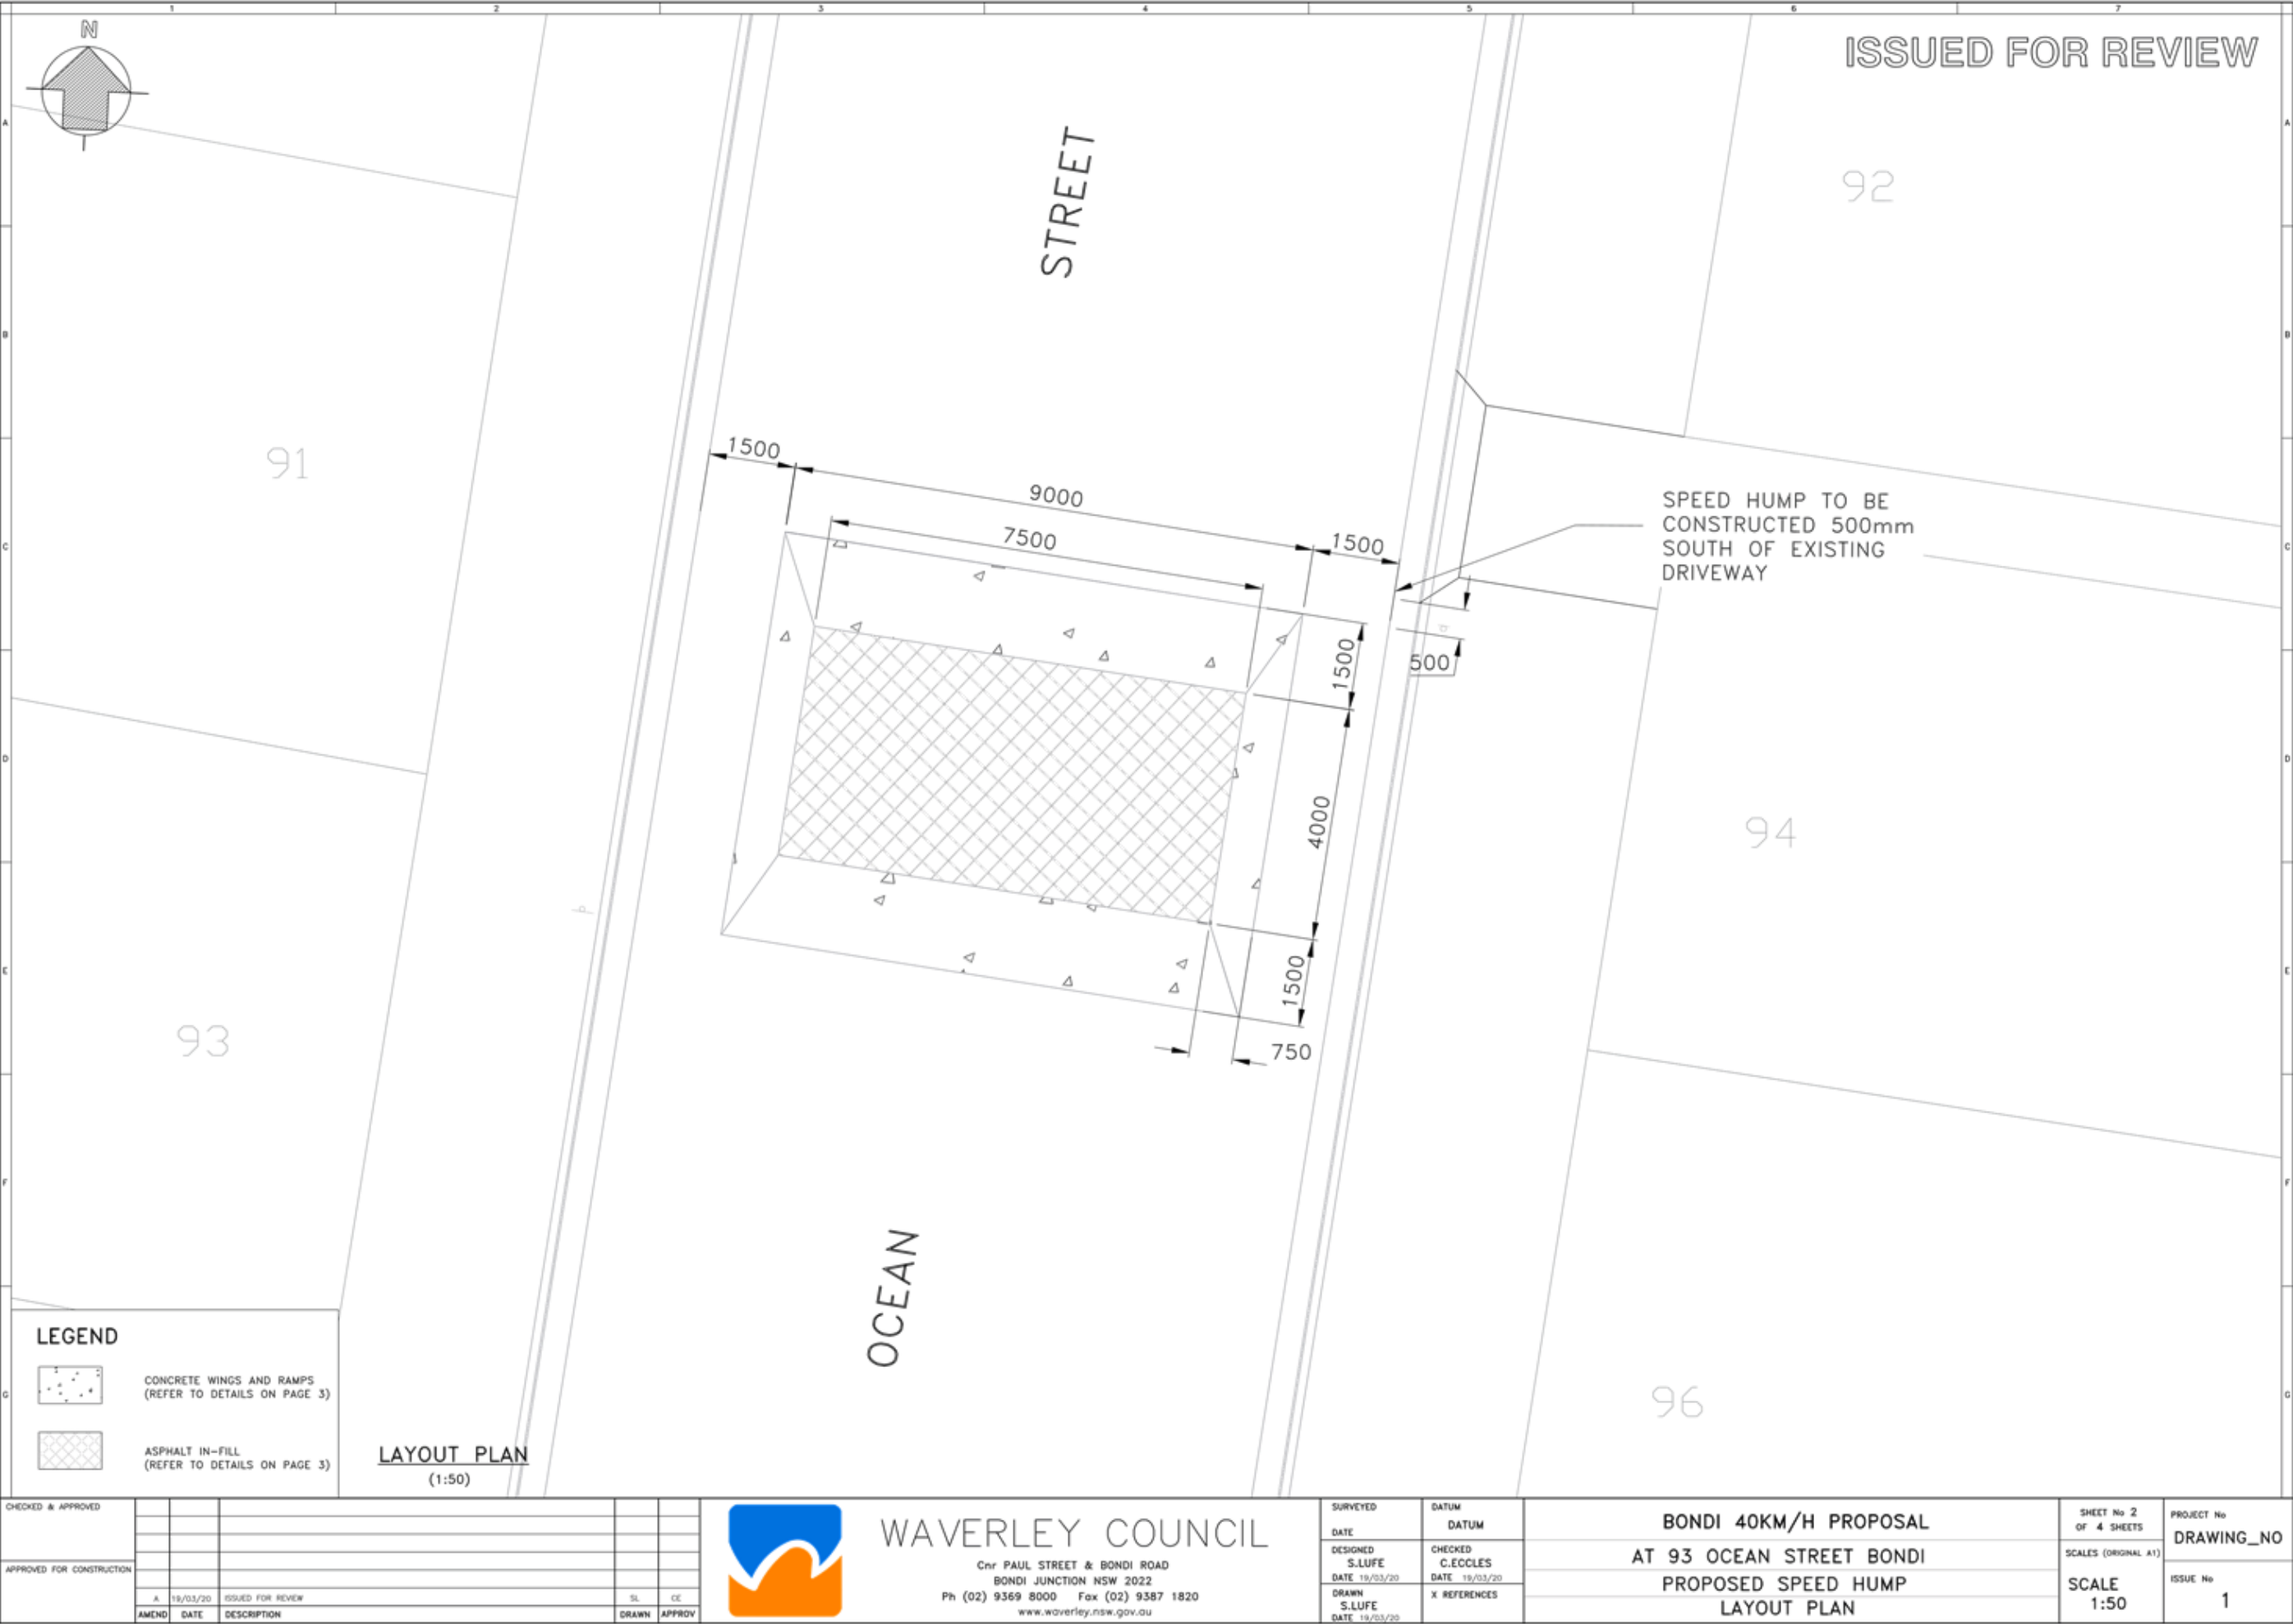 1 2 3 4 5 6 7
N
ISSUED FOR REVIEW
A A
STREET
92
B B
91
1500
9000
7500
1500
SPEED HUMP TO BE
CONSTRUCTED 500mm
SOUTH OF EXISTING
DRIVEWAY
C C
1500
500
D D
4000
94
E E
1500
93
750
F F
OCEAN
96
G G
LEGEND
CONCRETE WINGS AND RAMPS
(REFER TO DETAILS ON PAGE 3)
ASPHALT IN-FILL
(REFER TO DETAILS ON PAGE 3)
LAYOUT PLAN
(1:50)
CHECKED & APPROVED
APPROVED FOR CONSTRUCTION
A 19/03/20 ISSUED FOR REVIEW SL CE
AMEND DATE DESCRIPTION DRAWN APPROV
WAVERLEY COUNCIL
Cnr PAUL STREET & BONDI ROAD
BONDI JUNCTION NSW 2022
Ph (02) 9369 8000 Fax (02) 9387 1820
www.waverley.nsw.gov.au
SURVEYED
DATE
DATUM
DATUM
DESIGNED
S.LUFE
DATE 19/03/20
CHECKED
C.ECCLES
DATE 19/03/20
DRAWN
S.LUFE
DATE 19/03/20
X REFERENCES
BONDI 40KM/H PROPOSAL
AT 93 OCEAN STREET BONDI
PROPOSED SPEED HUMP
LAYOUT PLAN
SHEET No 2
OF 4 SHEETS
SCALES (ORIGINAL A1)
SCALE
1:50
PROJECT No
DRAWING_NO
ISSUE No
1